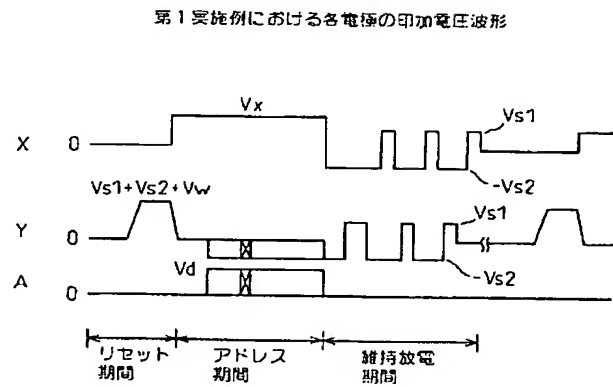 第1実施例における各電極の印加電圧波形
Vx
Vs1
X 0
-Vs2
Vs1+Vs2+Vw
Vs1
Y 0
-Vs2
Vd
A 0
リセット期間
アドレス期間
維持放電期間